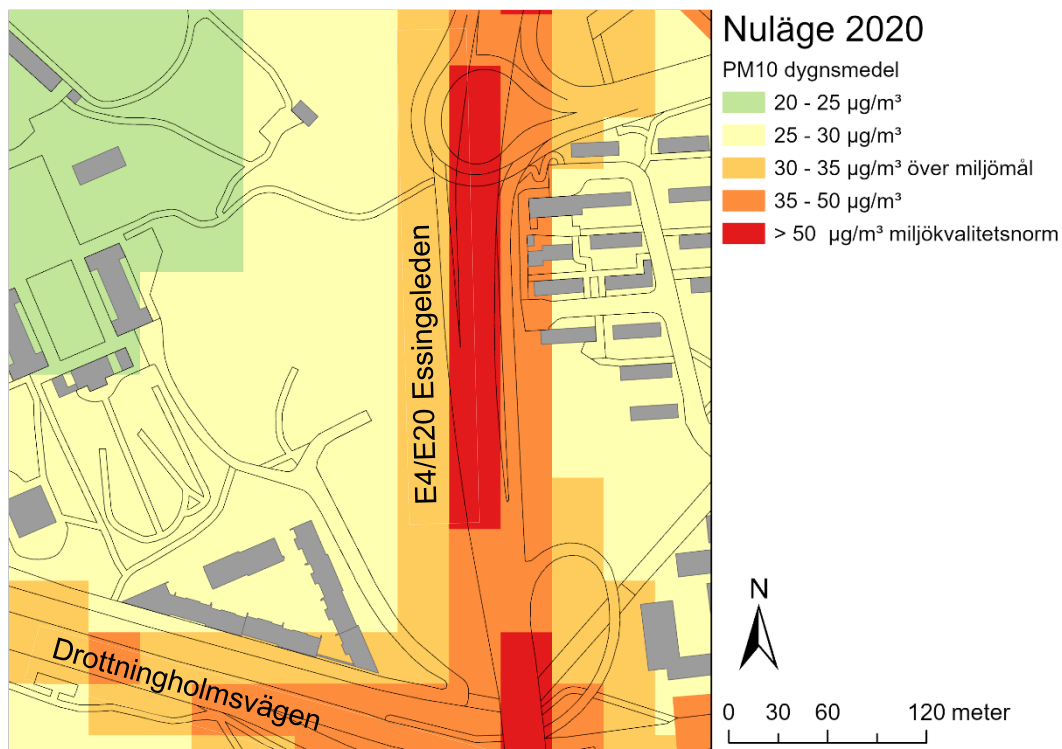 Nuläge 2020
PM10 dygnsmedel
20 - 25 µg/m³
25 - 30 µg/m³
30 - 35 µg/m³ över miljömål
35 - 50 µg/m³
> 50 µg/m³ miljökvalitetsnorm
E4/E20 Essingeleden
Drottningholmsvägen
N
0 30 60 120 meter